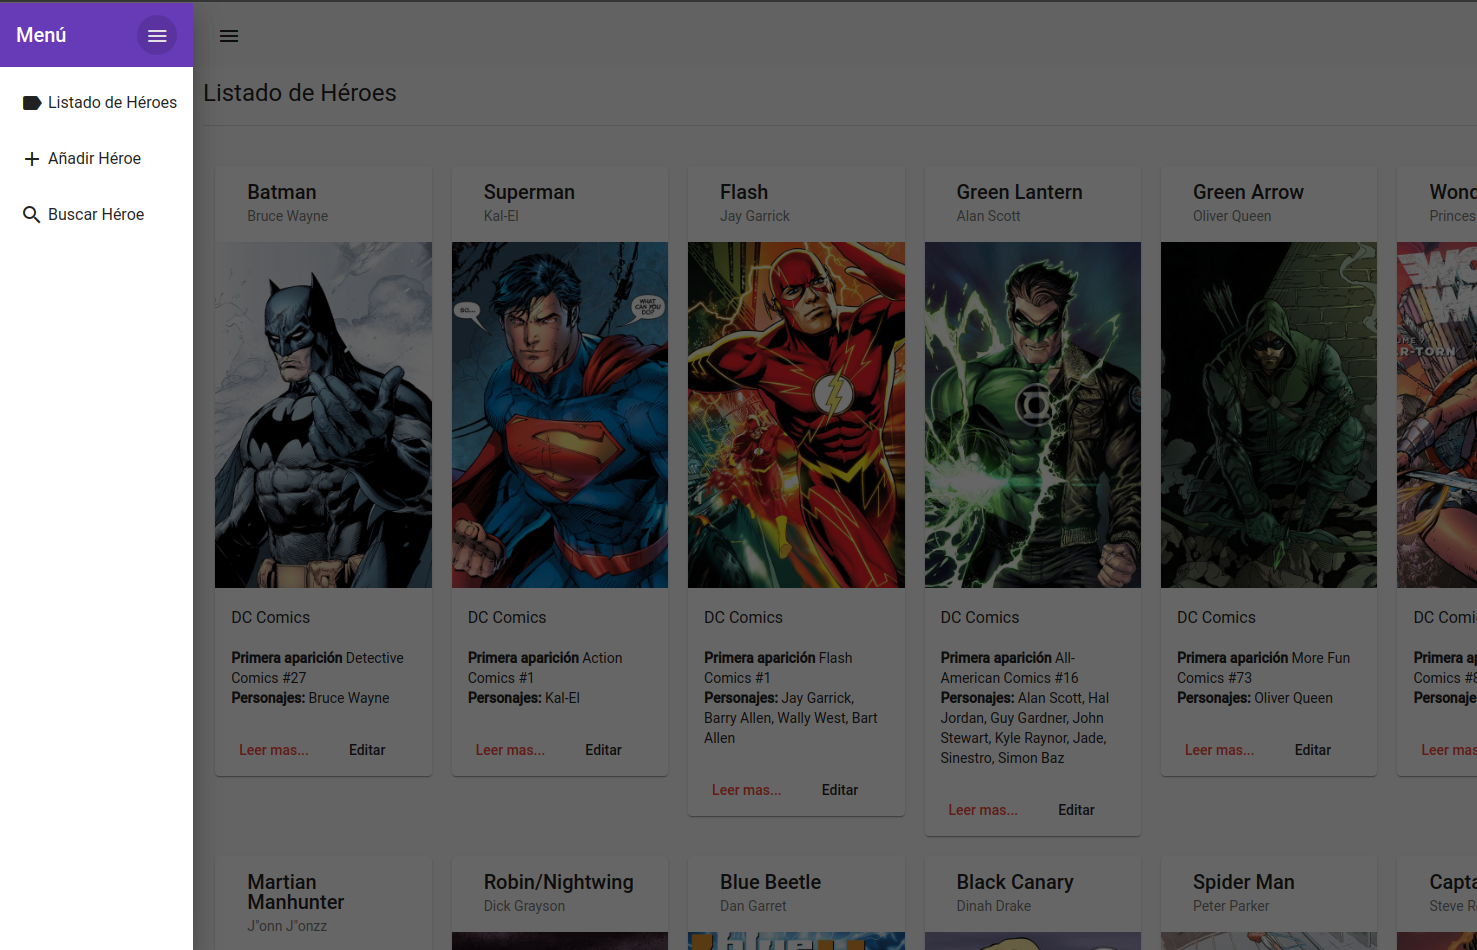 Menú
Listado de Héroes
Añadir Héroe
Buscar Héroe
Listado de Héroes
Batman
Bruce Wayne
DC Comics
Primera aparición Detective
Comics #27
Personajes: Bruce Wayne
Leer mas...
Editar
Superman
Kal-El
SO...
WHAT
CAN YOU
DO?
DC Comics
Primera aparición Action
Comics #1
Personajes: Kal-El
Leer mas...
Editar
Flash
Jay Garrick
DC Comics
Primera aparición Flash
Comics #1
Personajes: Jay Garrick,
Barry Allen, Wally West, Bart
Allen
Leer mas...
Editar
Green Lantern
Alan Scott
DC Comics
Primera aparición All-
American Comics #16
Personajes: Alan Scott, Hal
Jordan, Guy Gardner, John
Stewart, Kyle Raynor, Jade,
Sinestro, Simon Baz
Leer mas...
Editar
Green Arrow
Oliver Queen
DC Comics
Primera aparición More Fun
Comics #73
Personajes: Oliver Queen
Leer mas...
Editar
Wond
Princes
WO
W
UME 7
R-TORN
DC Comi
Primera ap
Comics #8
Personaje
Leer mas
Martian
Manhunter
J"onn J"onzz
Robin/Nightwing
Dick Grayson
Blue Beetle
Dan Garret
blue
Black Canary
Dinah Drake
Spider Man
Peter Parker
Capta
Steve R